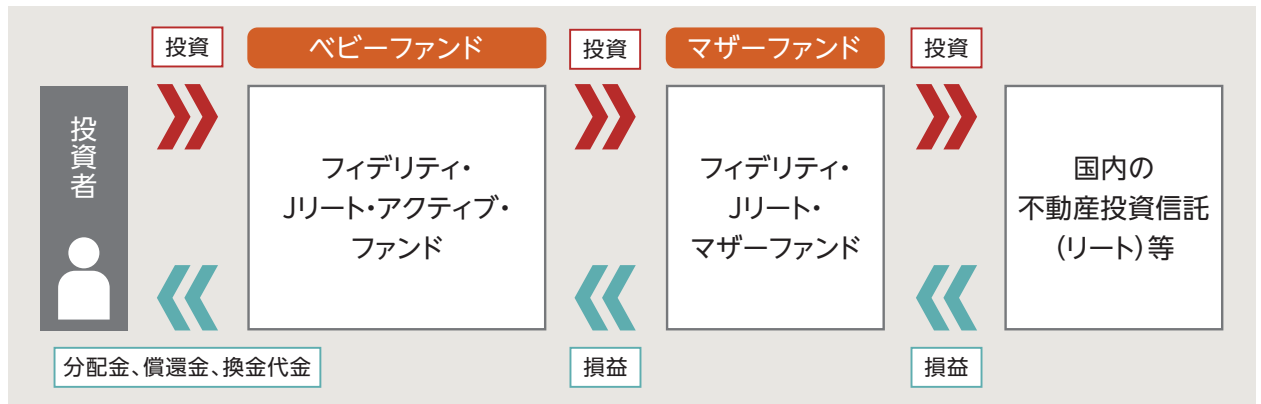 投資
ベビーファンド
投資
マザーファンド
投資
投資者
フィデリティ・
Jリート・アクティブ・
ファンド
フィデリティ・
Jリート・
マザーファンド
国内の
不動産投資信託
(リート)等
分配金、償還金、換金代金
損益
損益